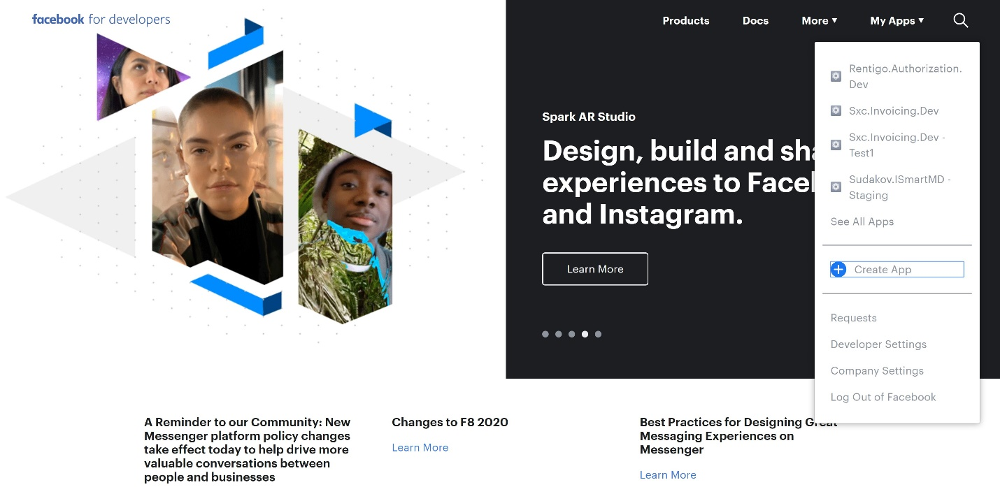 facebook for developers
Products
Docs
More
My Apps
Rentigo.Authorization.
Dev
Sxc.Invoicing.Dev
Sxc.Invoicing.Dev -
Test1
Sudakov.ISmartMD -
Staging
See All Apps
Create App
Requests
Developer Settings
Company Settings
Log Out of Facebook
Spark AR Studio
Design, build and sha
experiences to Faceb
and Instagram.
Learn More
A Reminder to our Community: New
Messenger platform policy changes
take effect today to help drive more
valuable conversations between
people and businesses
Changes to F8 2020
Learn More
Best Practices for Designing Great
Messaging Experiences on
Messenger
Learn More